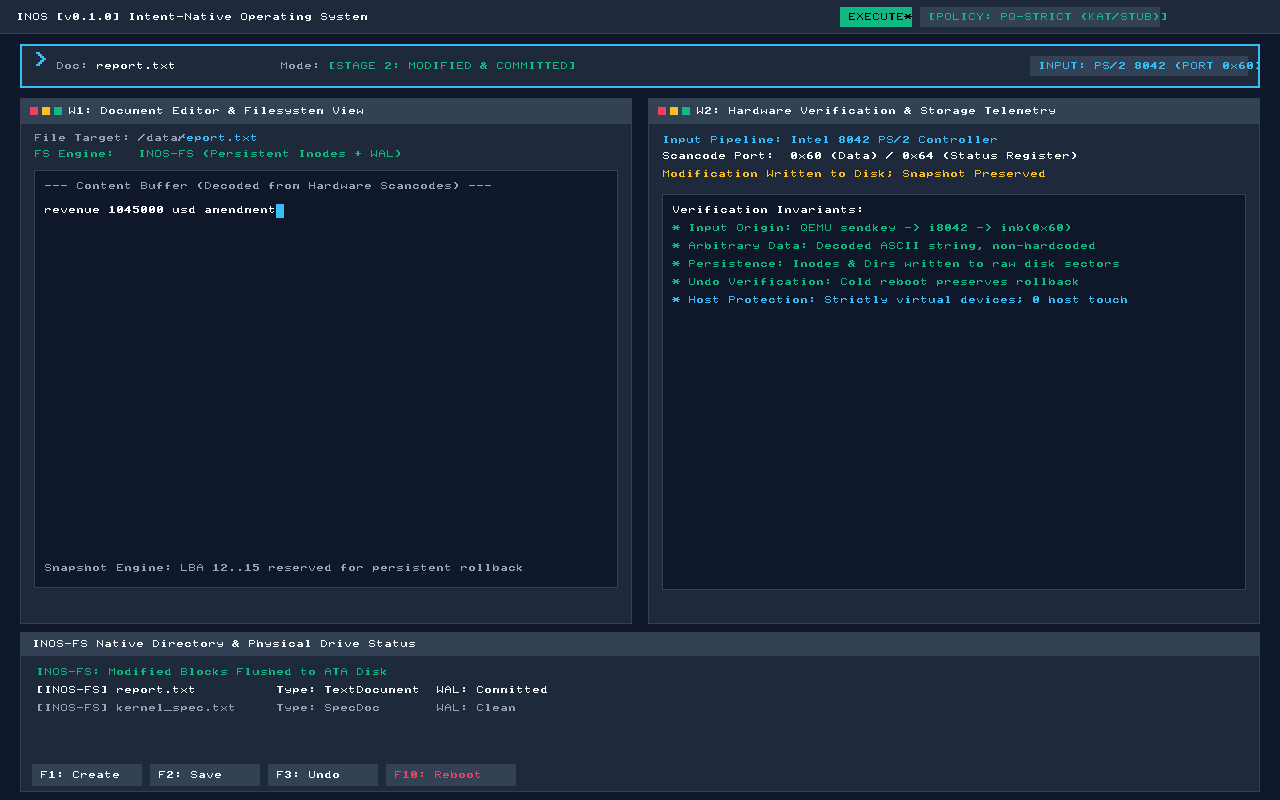 INOS [v0.1.0] Intent-Native Operating System
EXECUTE*
[POLICY: PQ-STRICT (KAT/STUB)]
> Doc: report.txt Mode: [STAGE 2: MODIFIED & COMMITTED]
INPUT: PS/2 8042 (PORT 0x60)
W1: Document Editor & Filesystem View
File Target: /data/report.txt
FS Engine: INOS-FS (Persistent Inodes + WAL)
--- Content Buffer (Decoded from Hardware Scancodes) ---
revenue 1045000 usd amendment
Snapshot Engine: LBA 12..15 reserved for persistent rollback
W2: Hardware Verification & Storage Telemetry
Input Pipeline: Intel 8042 PS/2 Controller
Scancode Port: 0x60 (Data) / 0x64 (Status Register)
Modification Written to Disk; Snapshot Preserved
Verification Invariants:
* Input Origin: QEMU sendkey -> i8042 -> inb(0x60)
* Arbitrary Data: Decoded ASCII string, non-hardcoded
* Persistence: Inodes & Dirs written to raw disk sectors
* Undo Verification: Cold reboot preserves rollback
* Host Protection: Strictly virtual devices; 0 host touch
INOS-FS Native Directory & Physical Drive Status
INOS-FS: Modified Blocks Flushed to ATA Disk
[INOS-FS] report.txt Type: TextDocument WAL: Committed
[INOS-FS] kernel_spec.txt Type: SpecDoc WAL: Clean
F1: Create
F2: Save
F3: Undo
F10: Reboot